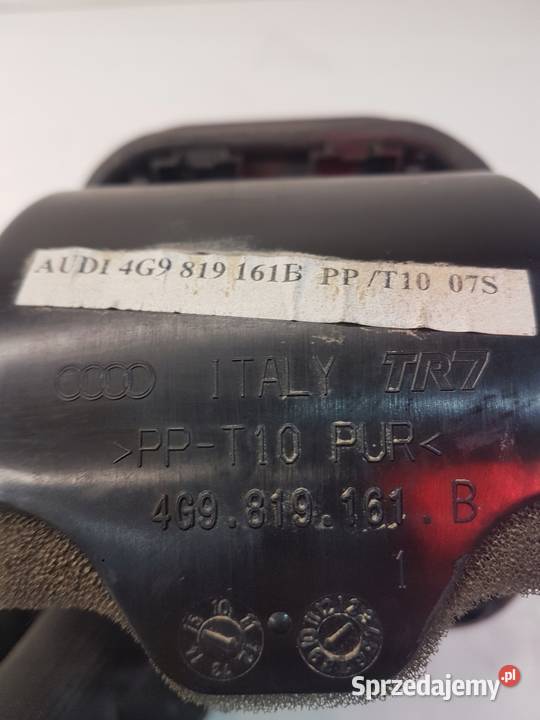 AUDI 4G9 819 161B PP/T10 07S
ITALY TR7
>PP-T10 PUR<
4G9.819.161.B
1
Sprzedajemy.pl